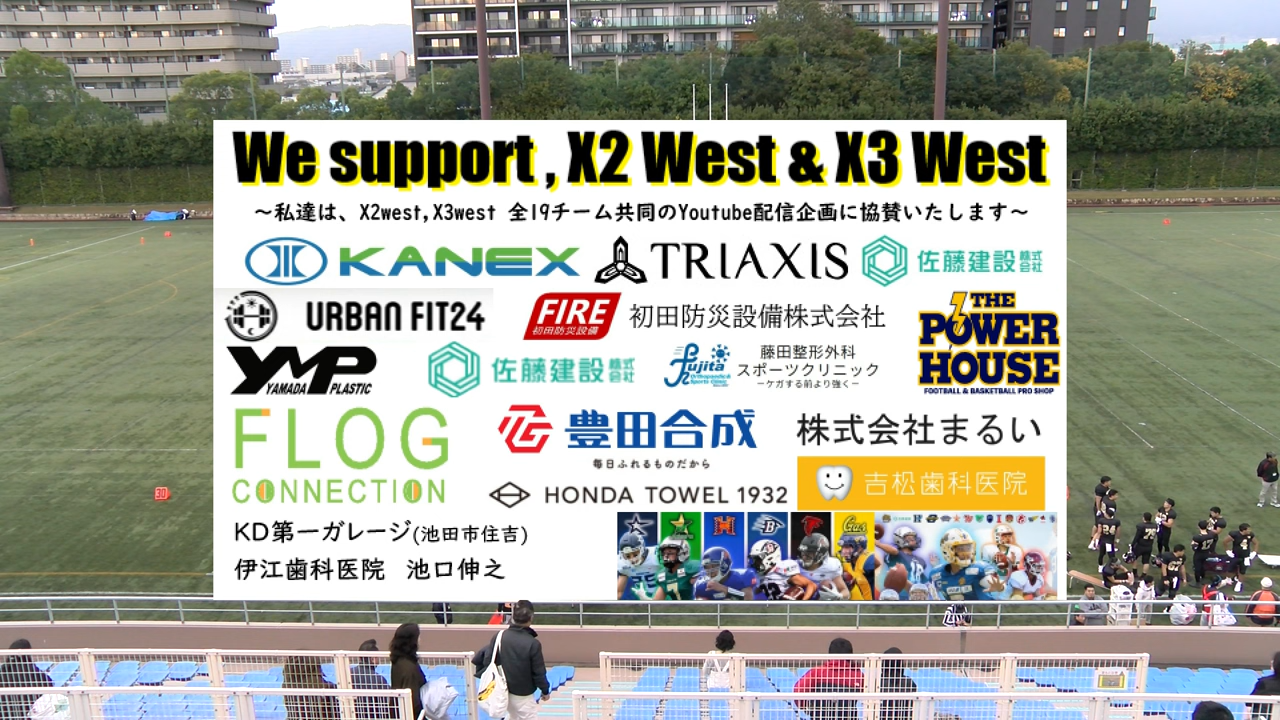 We support , X2 West & X3 West
～私達は、X2west,X3west 全19チーム共同のYoutube配信企画に協賛いたします～
KANEX
TRIAXIS
佐藤建設株式会社
URBAN FIT24
FIRE
初田防災設備
初田防災設備株式会社
THE
POWER
HOUSE
FOOTBALL & BASKETBALL PRO SHOP
YMP
YAMADA PLASTIC
佐藤建設株式会社
Fujita
Orthopaedic &
Sports Clinic
藤田整形外科
スポーツクリニック
－ケガする前より強く－
FLOG
CONNECTION
TG
豊田合成
毎日ふれるものだから
株式会社まるい
HONDA TOWEL 1932
吉松歯科医院
KD第一ガレージ(池田市住吉)
伊江歯科医院 池口伸之
30